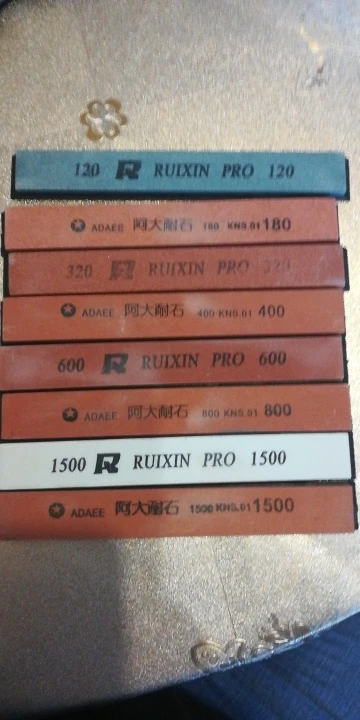 120 R RUIXIN PRO 120
ADAEE 阿大耐石 180 KNS.01 180
320 R RUIXIN PRO 320
ADAEE 阿大耐石 400 KNS.01 400
600 R RUIXIN PRO 600
ADAEE 阿大耐石 800 KNS.01 800
1500 R RUIXIN PRO 1500
ADAEE 阿大耐石 1500 KNS.01 1500